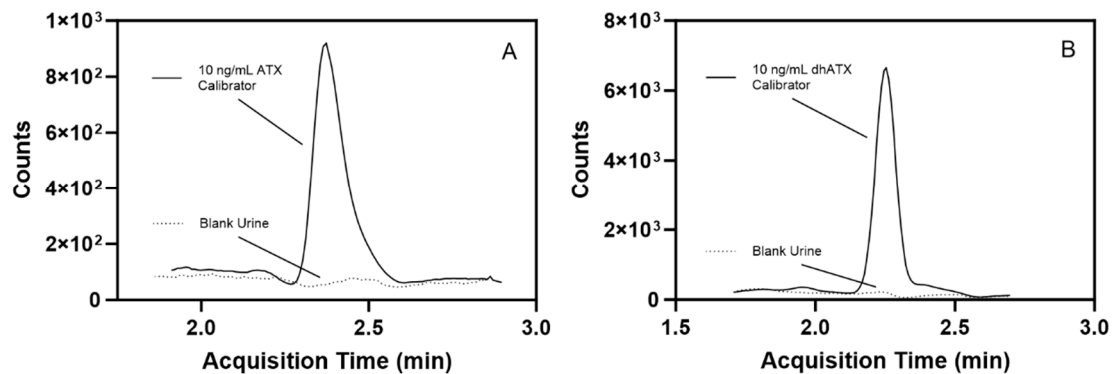 A
1×10³
8×10²
6×10²
4×10²
2×10²
0
Counts
10 ng/mL ATX
Calibrator
Blank Urine
2.0
2.5
3.0
Acquisition Time (min)
B
8×10³
6×10³
4×10³
2×10³
0
Counts
10 ng/mL dhATX
Calibrator
Blank Urine
1.5
2.0
2.5
3.0
Acquisition Time (min)